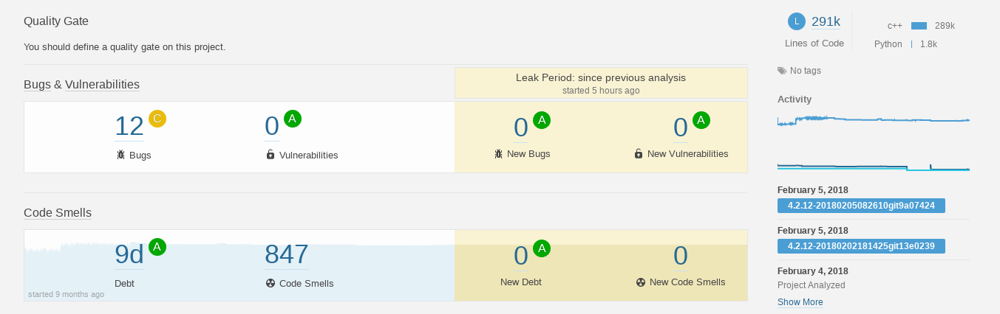 Quality Gate
You should define a quality gate on this project.
Bugs & Vulnerabilities
Leak Period: since previous analysis
started 5 hours ago
12 C
Bugs
0 A
Vulnerabilities
0 A
New Bugs
0 A
New Vulnerabilities
Code Smells
9d A
Debt
847
Code Smells
started 9 months ago
0 A
New Debt
0
New Code Smells
L 291k
Lines of Code
c++ 289k
Python 1.8k
No tags
Activity
February 5, 2018
4.2.12-20180205082610git9a07424
February 5, 2018
4.2.12-20180202181425git13e0239
February 4, 2018
Project Analyzed
Show More